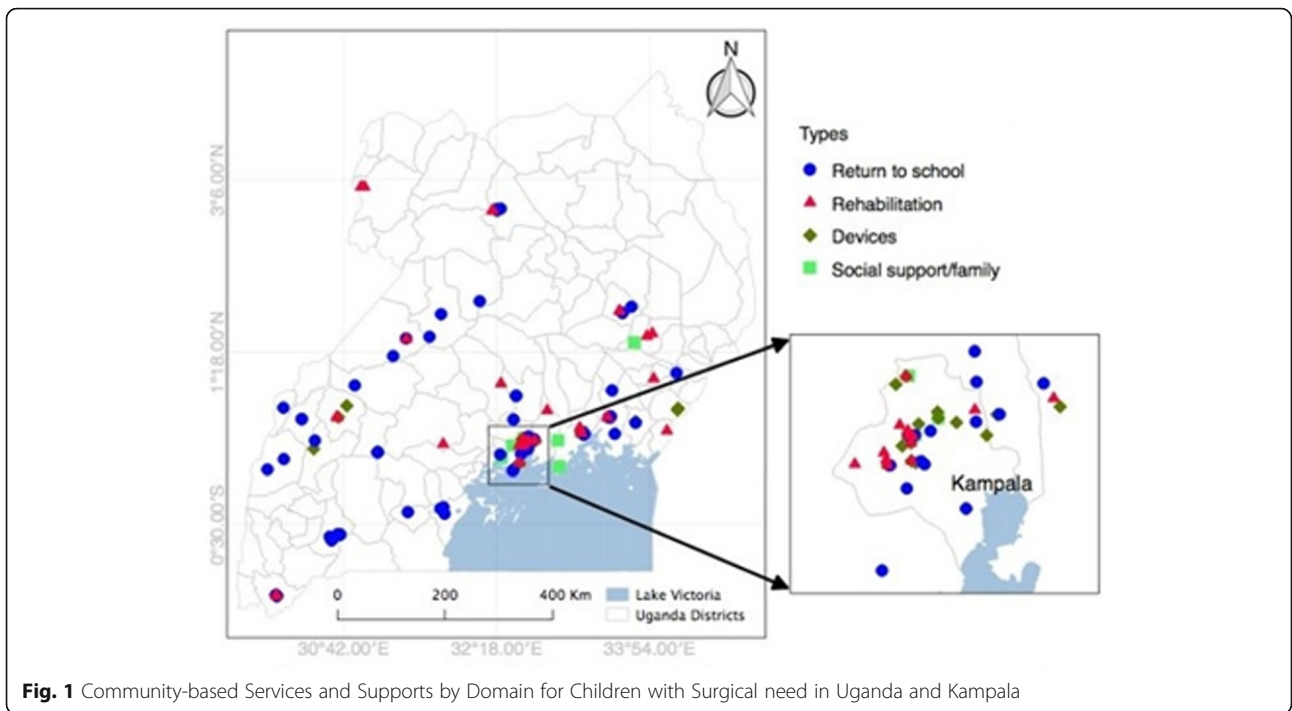 N
3°6.00'N
1°18.00'N
0°30.00'S
30°42.00'E
32°18.00'E
33°54.00'E
0 200 400 Km
Lake Victoria
Uganda Districts
Types
Return to school
Rehabilitation
Devices
Social support/family
Kampala
Fig. 1 Community-based Services and Supports by Domain for Children with Surgical need in Uganda and Kampala